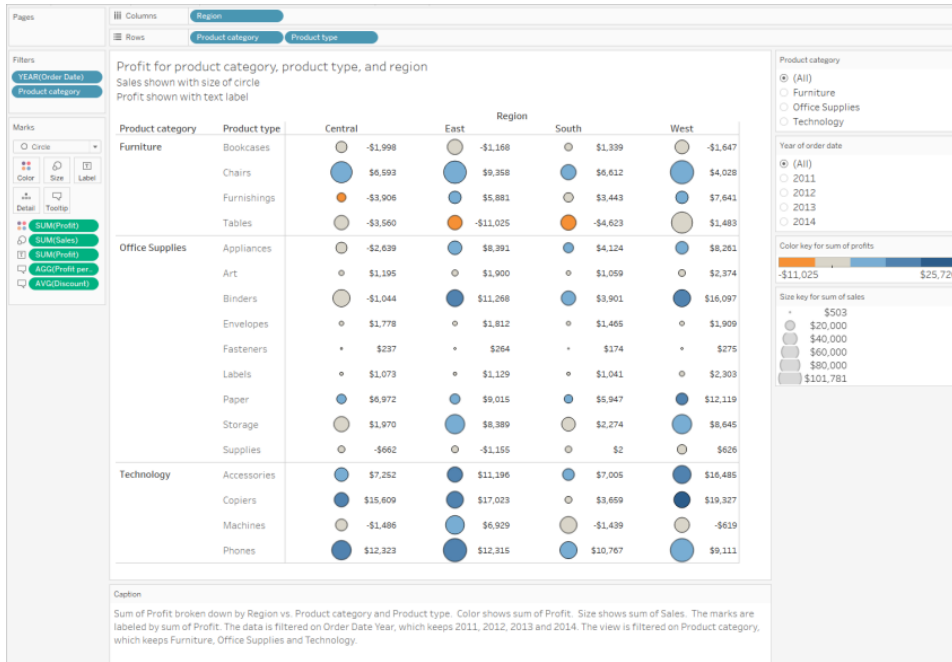 Pages
Columns Region
Rows Product category Product type
Filters
YEAR(Order Date)
Product category
Marks
Circle
Color Size Label
Detail Tooltip
SUM(Profit)
SUM(Sales)
SUM(Profit)
AGG(Profit per..
AVG(Discount)
Profit for product category, product type, and region
Sales shown with size of circle
Profit shown with text label
Region
Product category Product type Central East South West
Furniture Bookcases -$1,998 -$1,168 $1,339 -$1,647
Chairs $6,593 $9,358 $6,612 $4,028
Furnishings -$3,906 $5,881 $3,443 $7,641
Tables -$3,560 -$11,025 -$4,623 $1,483
Office Supplies Appliances -$2,639 $8,391 $4,124 $8,261
Art $1,195 $1,900 $1,059 $2,374
Binders -$1,044 $11,268 $3,901 $16,097
Envelopes $1,778 $1,812 $1,465 $1,909
Fasteners $237 $264 $174 $275
Labels $1,073 $1,129 $1,041 $2,303
Paper $6,972 $9,015 $5,947 $12,119
Storage $1,970 $8,389 $2,274 $8,645
Supplies -$662 -$1,155 $2 $626
Technology Accessories $7,252 $11,196 $7,005 $16,485
Copiers $15,609 $17,023 $3,659 $19,327
Machines -$1,486 $6,929 -$1,439 -$619
Phones $12,323 $12,315 $10,767 $9,111
Product category
(All)
Furniture
Office Supplies
Technology
Year of order date
(All)
2011
2012
2013
2014
Color key for sum of profits
-$11,025
Size key for sum of sales
$503
$20,000
$40,000
$60,000
$80,000
$101,781
Caption
Sum of Profit broken down by Region vs. Product category and Product type. Color shows sum of Profit. Size shows sum of Sales. The marks are
labeled by sum of Profit. The data is filtered on Order Date Year, which keeps 2011, 2012, 2013 and 2014. The view is filtered on Product category,
which keeps Furniture, Office Supplies and Technology.